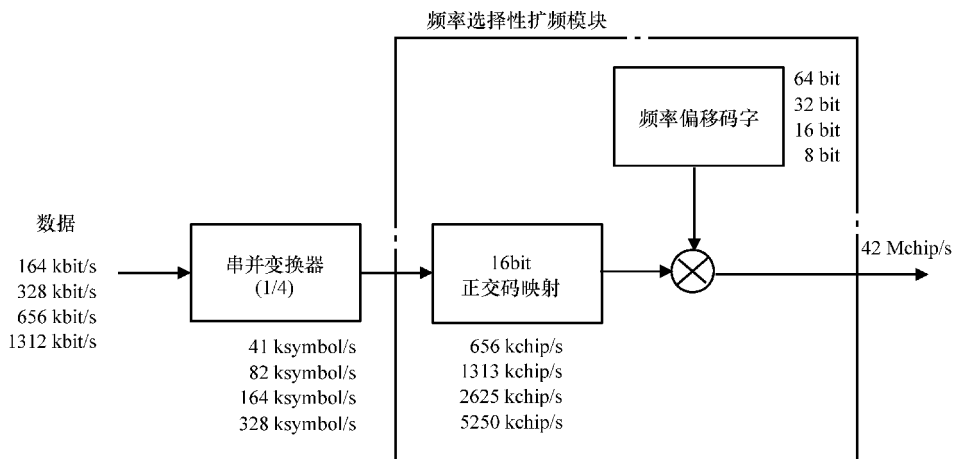 频率选择性扩频模块
频率偏移码字
64 bit
32 bit
16 bit
8 bit
数据
164 kbit/s
328 kbit/s
656 kbit/s
1312 kbit/s
串并变换器
(1/4)
41 ksymbol/s
82 ksymbol/s
164 ksymbol/s
328 ksymbol/s
16bit
正交码映射
656 kchip/s
1313 kchip/s
2625 kchip/s
5250 kchip/s
42 Mchip/s